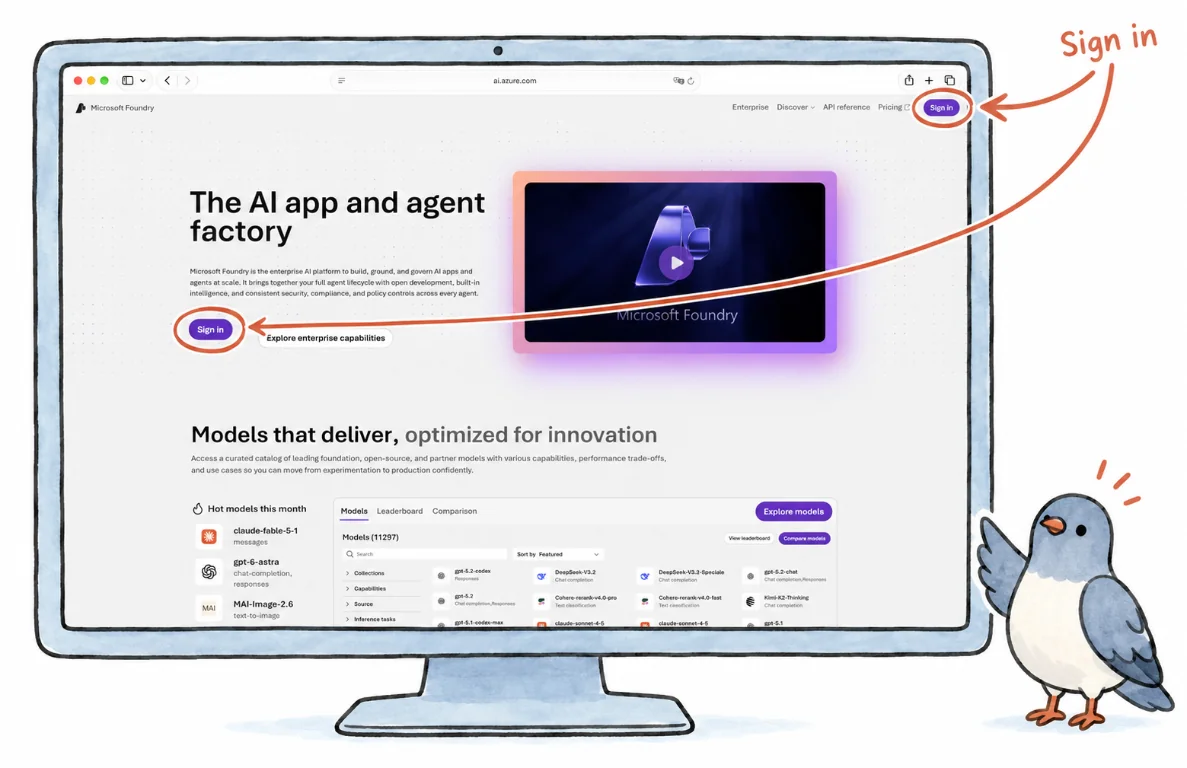 Sign in
ai.azure.com
Microsoft Foundry
Enterprise Discover API reference Pricing Sign in
The AI app and agent
factory
Microsoft Foundry is the enterprise AI platform to build, ground, and govern AI apps and
agents at scale. It brings together your full agent lifecycle with open development, built-in
intelligence, and consistent security, compliance, and policy controls across every agent.
Sign in
Explore enterprise capabilities
Microsoft Foundry
Models that deliver, optimized for innovation
Access a curated catalog of leading foundation, open-source, and partner models with various capabilities, performance trade-offs,
and use cases so you can move from experimentation to production confidently.
Hot models this month
claude-fable-5-1
messages
gpt-6-astra
chat-completion,
responses
MAI
MAI-Image-2.6
text-to-image
Models Leaderboard Comparison
Explore models
Models (11297)
View leaderboard
Compare models
Search
Sort by Featured
Collections
Capabilities
Source
Inference tasks
gpt-5.2-codex
Responses
DeepSeek-V3.2
Chat completion
DeepSeek-V3.2-Speciale
Chat completion
gpt-5.2-chat
Chat completion,Responses
gpt-5.2
Chat completion,Responses
Cohere-rerank-v4.0-pro
Text classification
Cohere-rerank-v4.0-fast
Text classification
Kimi-K2-Thinking
Chat completion
gpt-5.1-codex-max
claude-sonnet-4-5
claude-sonnet-4-5
gpt-5.1